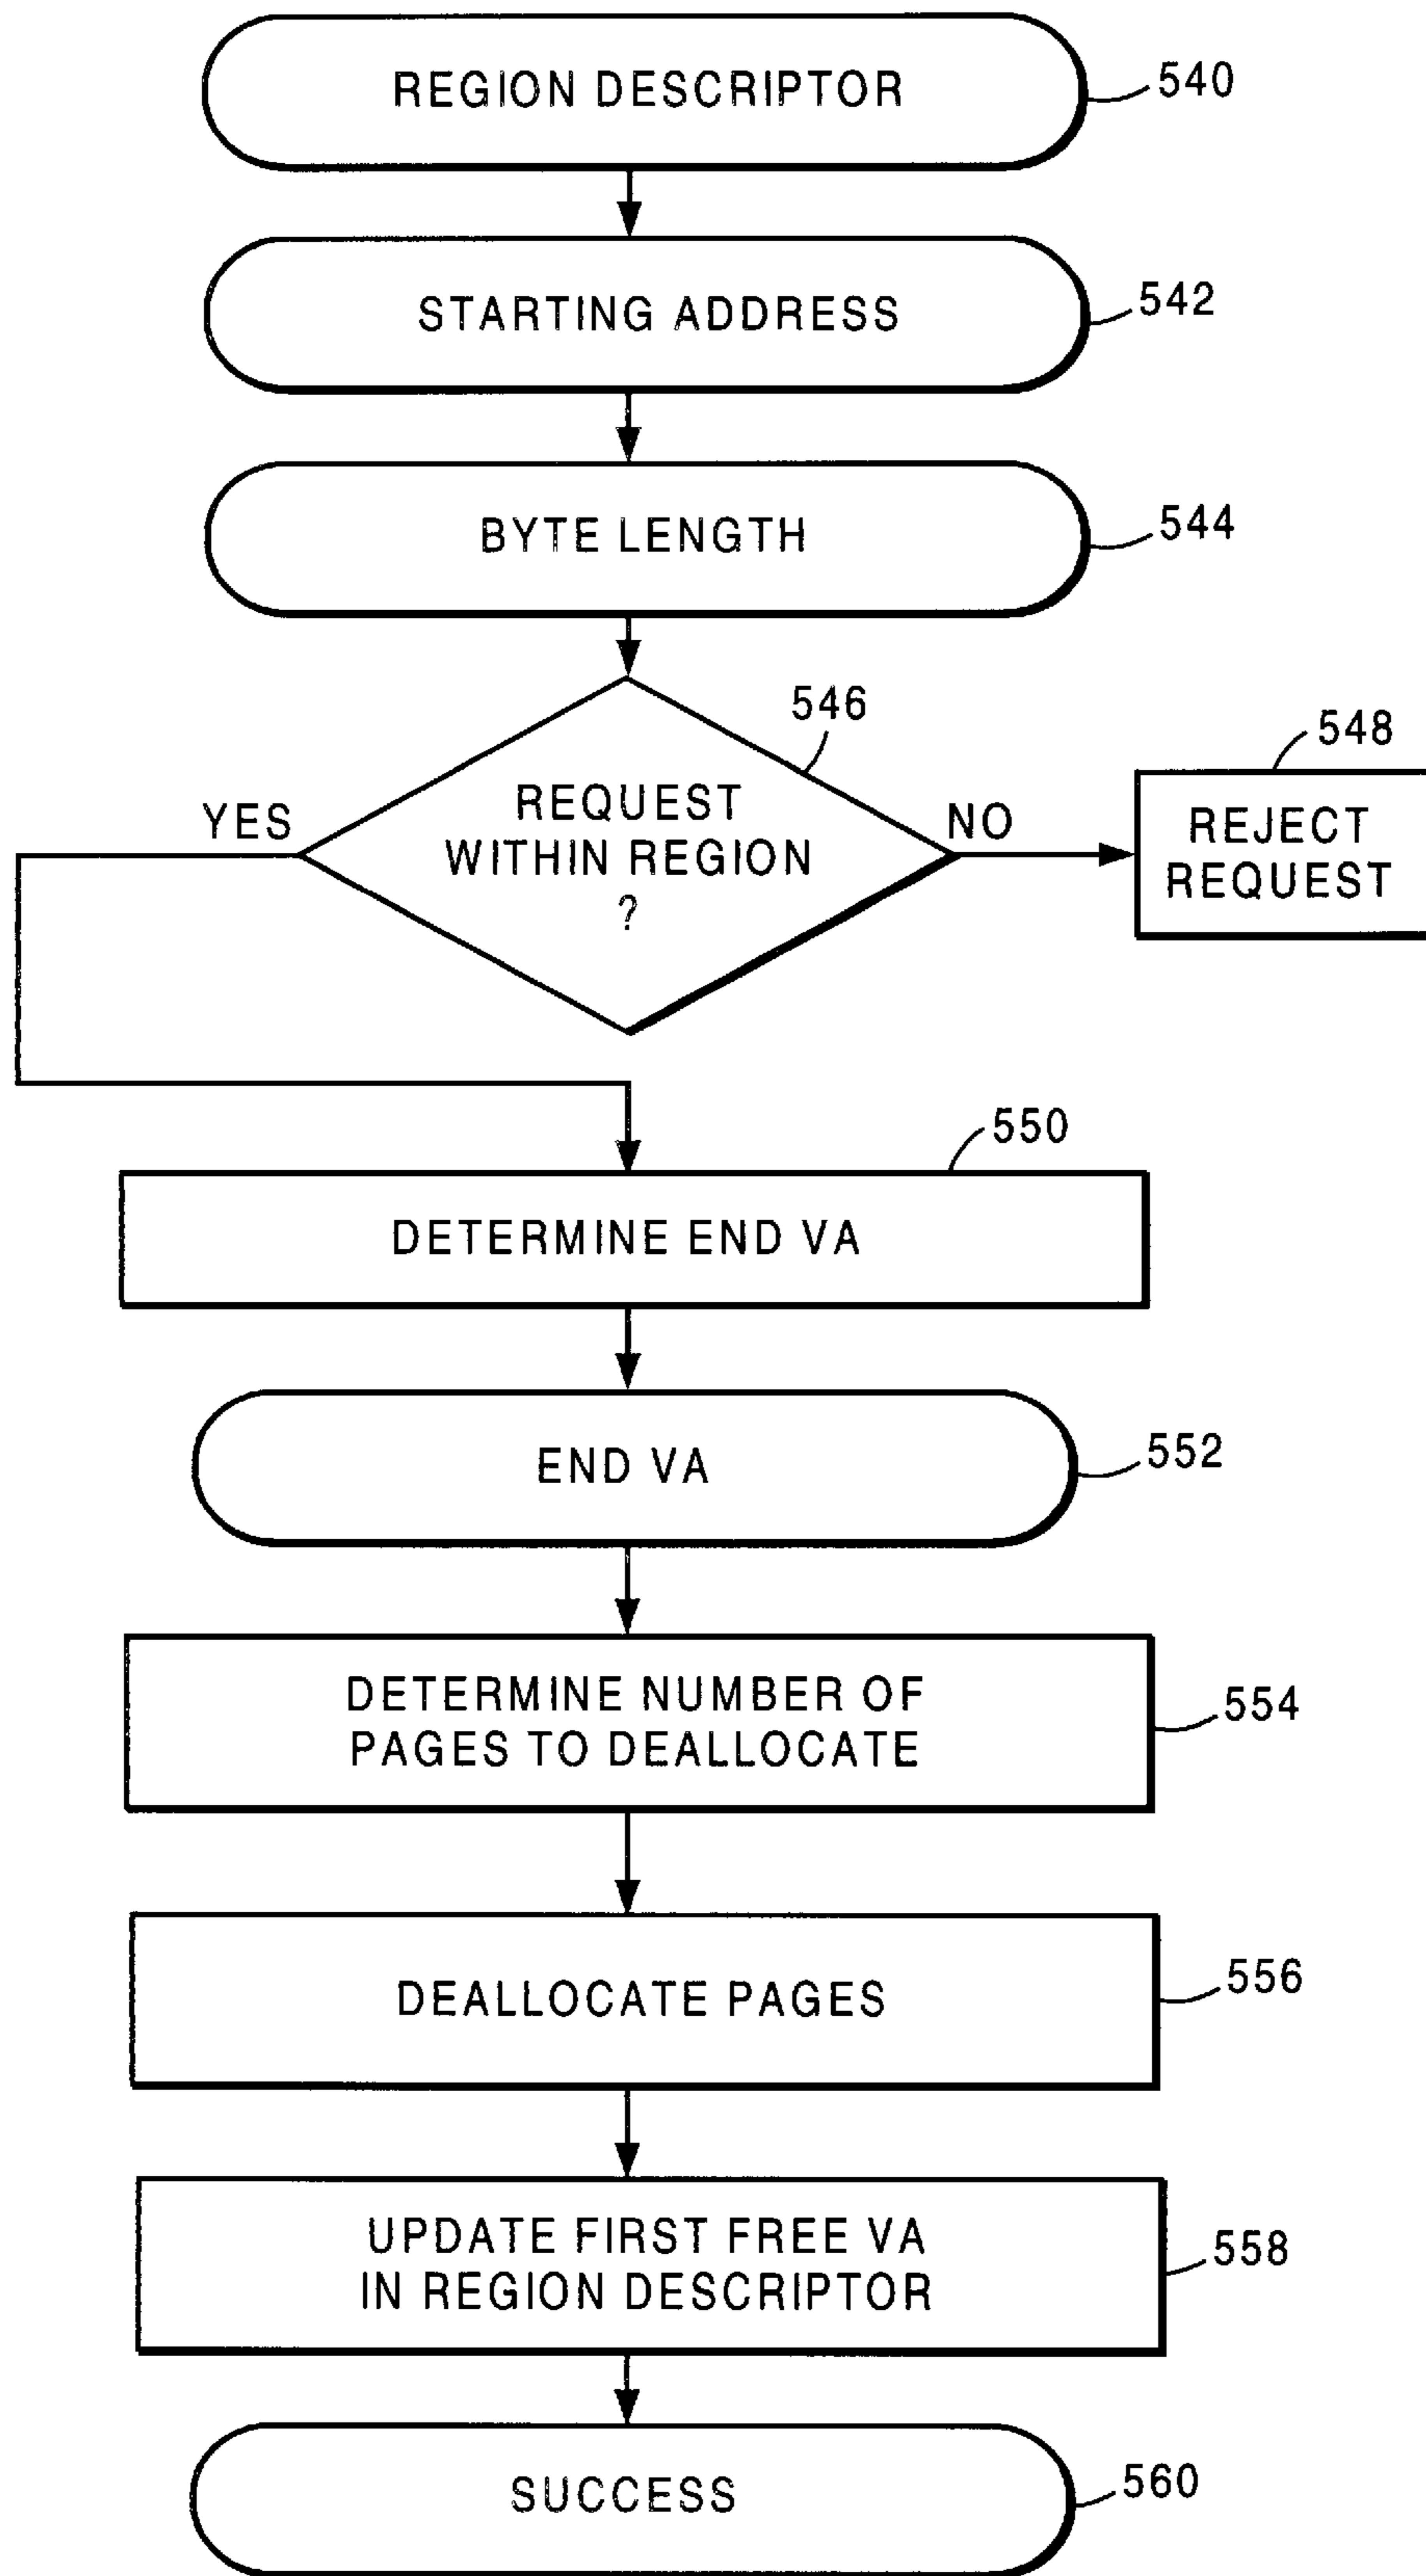 REGION DESCRIPTOR
540
STARTING ADDRESS
542
BYTE LENGTH
544
546
548
YES
REQUEST
WITHIN REGION
?
NO
REJECT
REQUEST
550
DETERMINE END VA
END VA
552
DETERMINE NUMBER OF
PAGES TO DEALLOCATE
554
DEALLOCATE PAGES
556
UPDATE FIRST FREE VA
IN REGION DESCRIPTOR
558
SUCCESS
560